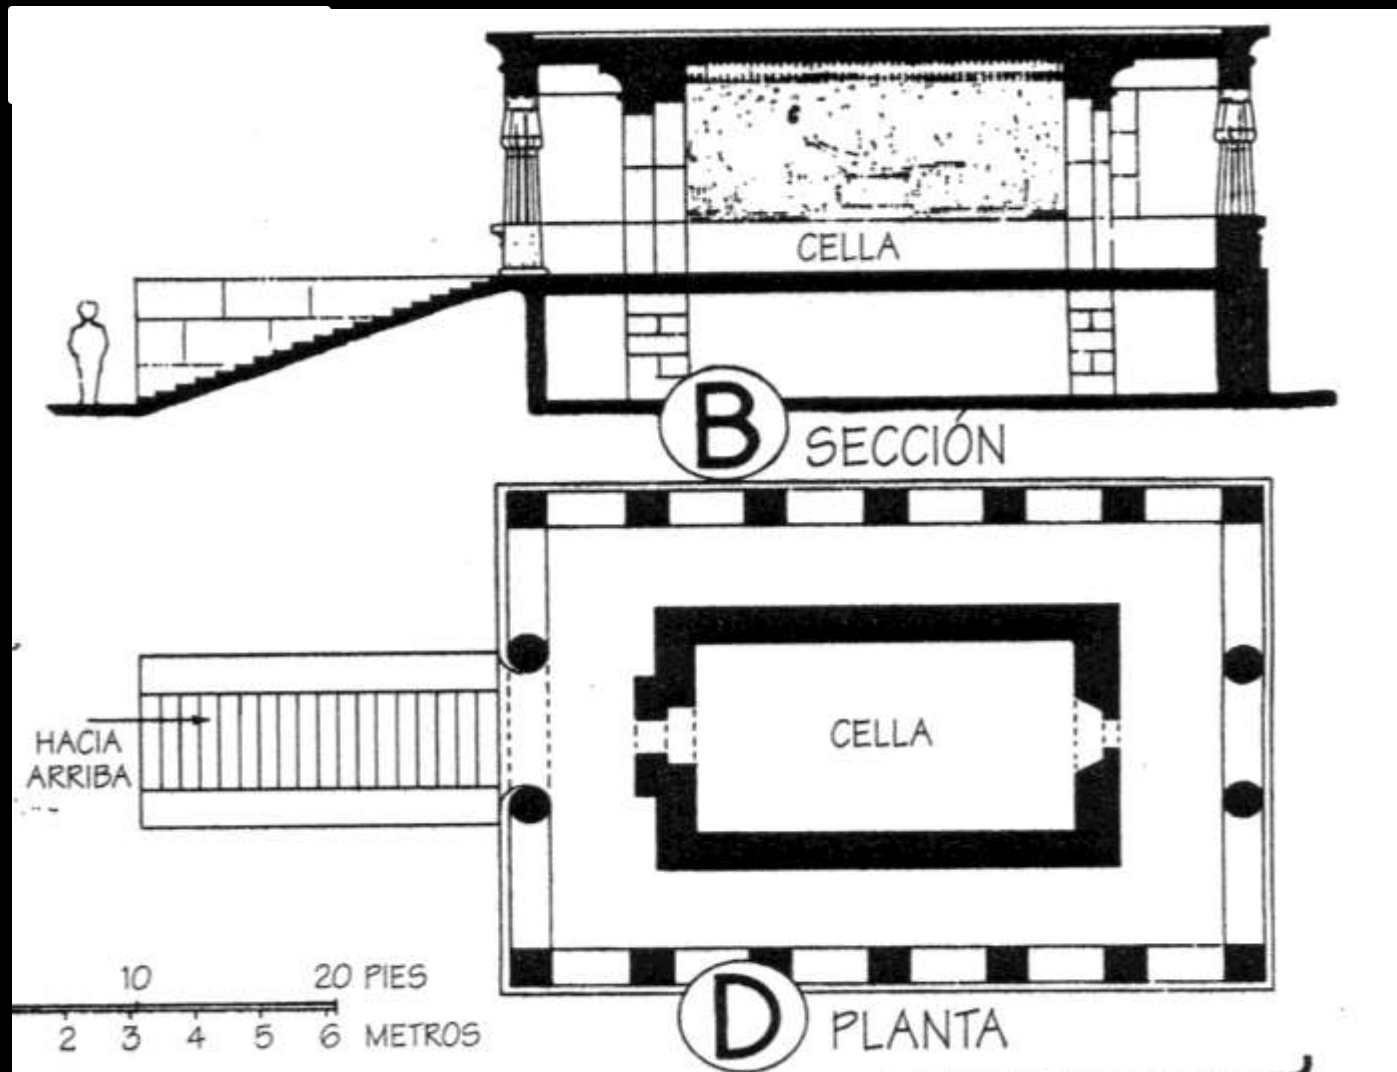 CELLA
B SECCIÓN
HACIA
ARRIBA
CELLA
10 20 PIES
2 3 4 5 6 METROS
D PLANTA